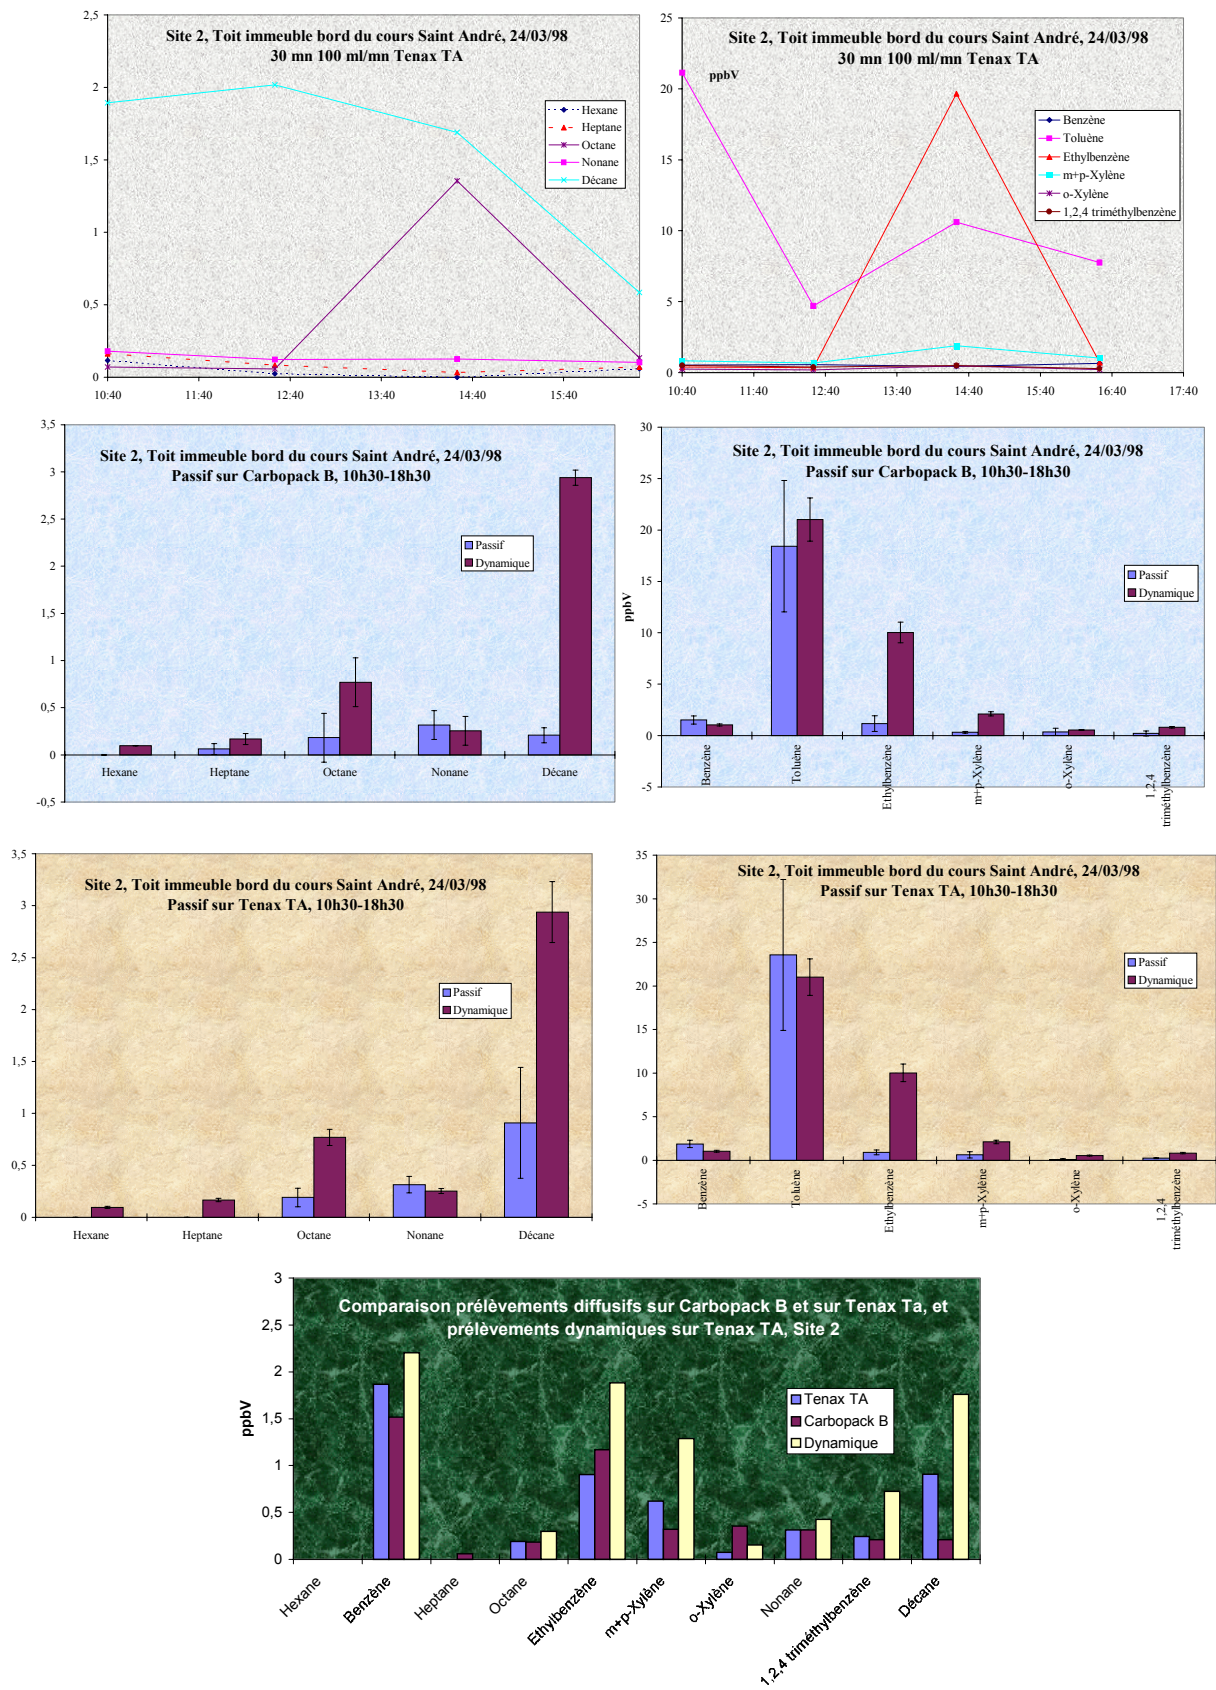 Site 2, Toit immeuble bord du cours Saint André, 24/03/98
30 mn 100 ml/mn Tenax TA
2,5
2
1,5
1
0,5
0
10:40
11:40
12:40
13:40
14:40
15:40
Hexane
Heptane
Octane
Nonane
Décane
Site 2, Toit immeuble bord du cours Saint André, 24/03/98
30 mn 100 ml/mn Tenax TA
ppbV
25
20
15
10
5
0
10:40
11:40
12:40
13:40
14:40
15:40
16:40
17:40
Benzène
Toluène
Ethylbenzène
m+p-Xylène
o-Xylène
1,2,4 triméthylbenzène
Site 2, Toit immeuble bord du cours Saint André, 24/03/98
Passif sur Carbopack B, 10h30-18h30
3,5
3
2,5
2
1,5
1
0,5
0
-0,5
Passif
Dynamique
Hexane
Heptane
Octane
Nonane
Décane
Site 2, Toit immeuble bord du cours Saint André, 24/03/98
Passif sur Carbopack B, 10h30-18h30
ppbV
30
25
20
15
10
5
0
-5
Passif
Dynamique
Benzène
Toluène
Ethylbenzène
m+p-Xylène
o-Xylène
1,2,4
triméthylbenzène
Site 2, Toit immeuble bord du cours Saint André, 24/03/98
Passif sur Tenax TA, 10h30-18h30
3,5
3
2,5
2
1,5
1
0,5
0
Passif
Dynamique
Hexane
Heptane
Octane
Nonane
Décane
Site 2, Toit immeuble bord du cours Saint André, 24/03/98
Passif sur Tenax TA, 10h30-18h30
35
30
25
20
15
10
5
0
-5
Passif
Dynamique
Benzène
Toluène
Ethylbenzène
m+p-Xylène
o-Xylène
1,2,4
triméthylbenzène
Comparaison prélèvements diffusifs sur Carbopack B et sur Tenax Ta, et
prélèvements dynamiques sur Tenax TA, Site 2
ppbV
3
2,5
2
1,5
1
0,5
0
Tenax TA
Carbopack B
Dynamique
Hexane
Benzène
Heptane
Octane
Ethylbenzène
m+p-Xylène
o-Xylène
Nonane
1,2,4 triméthylbenzène
Décane